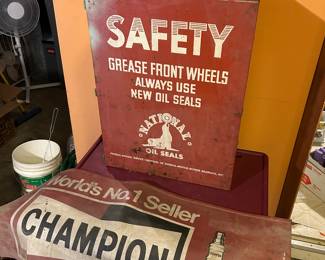 SAFETY
GREASE FRONT WHEELS
ALWAYS USE
NEW OIL SEALS
NATIONAL
OIL SEALS
World's No.1 Seller
CHAMPION